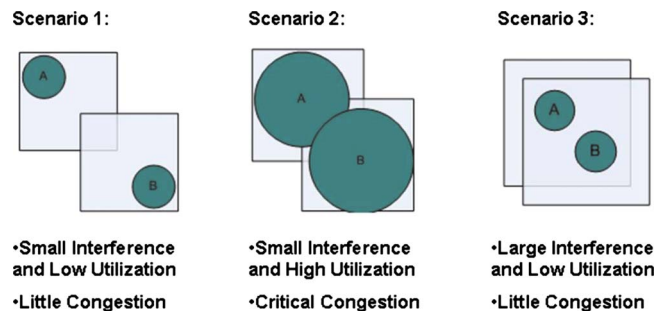 Scenario 1:
Scenario 2:
Scenario 3:
A
B
A
B
A
B
•Small Interference
and Low Utilization
•Little Congestion
•Small Interference
and High Utilization
•Critical Congestion
•Large Interference
and Low Utilization
•Little Congestion